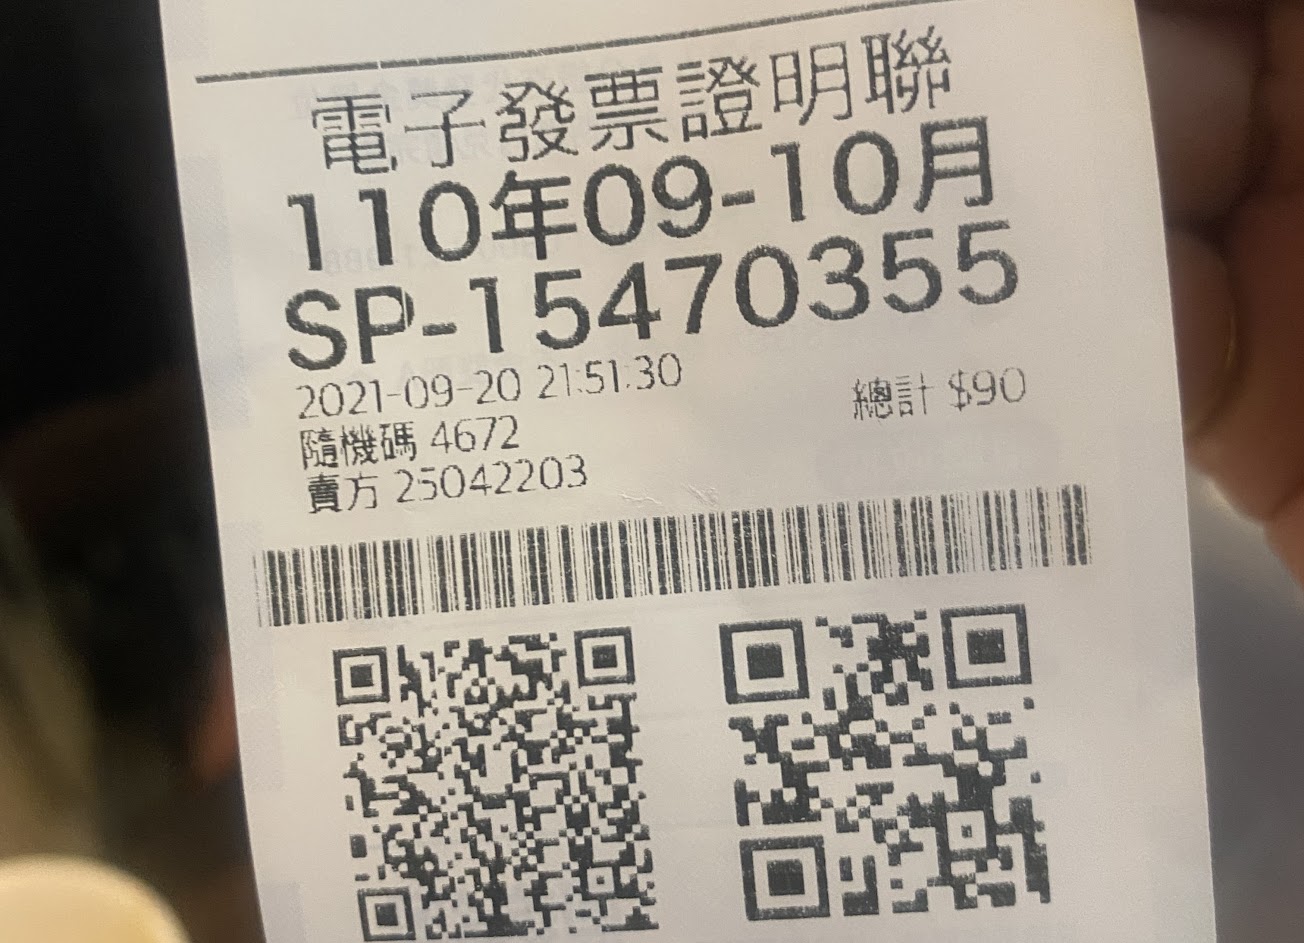 電子發票證明聯
110年09-10月
SP-15470355
2021-09-20 21:51:30
總計 $90
隨機碼 4672
賣方 25042203